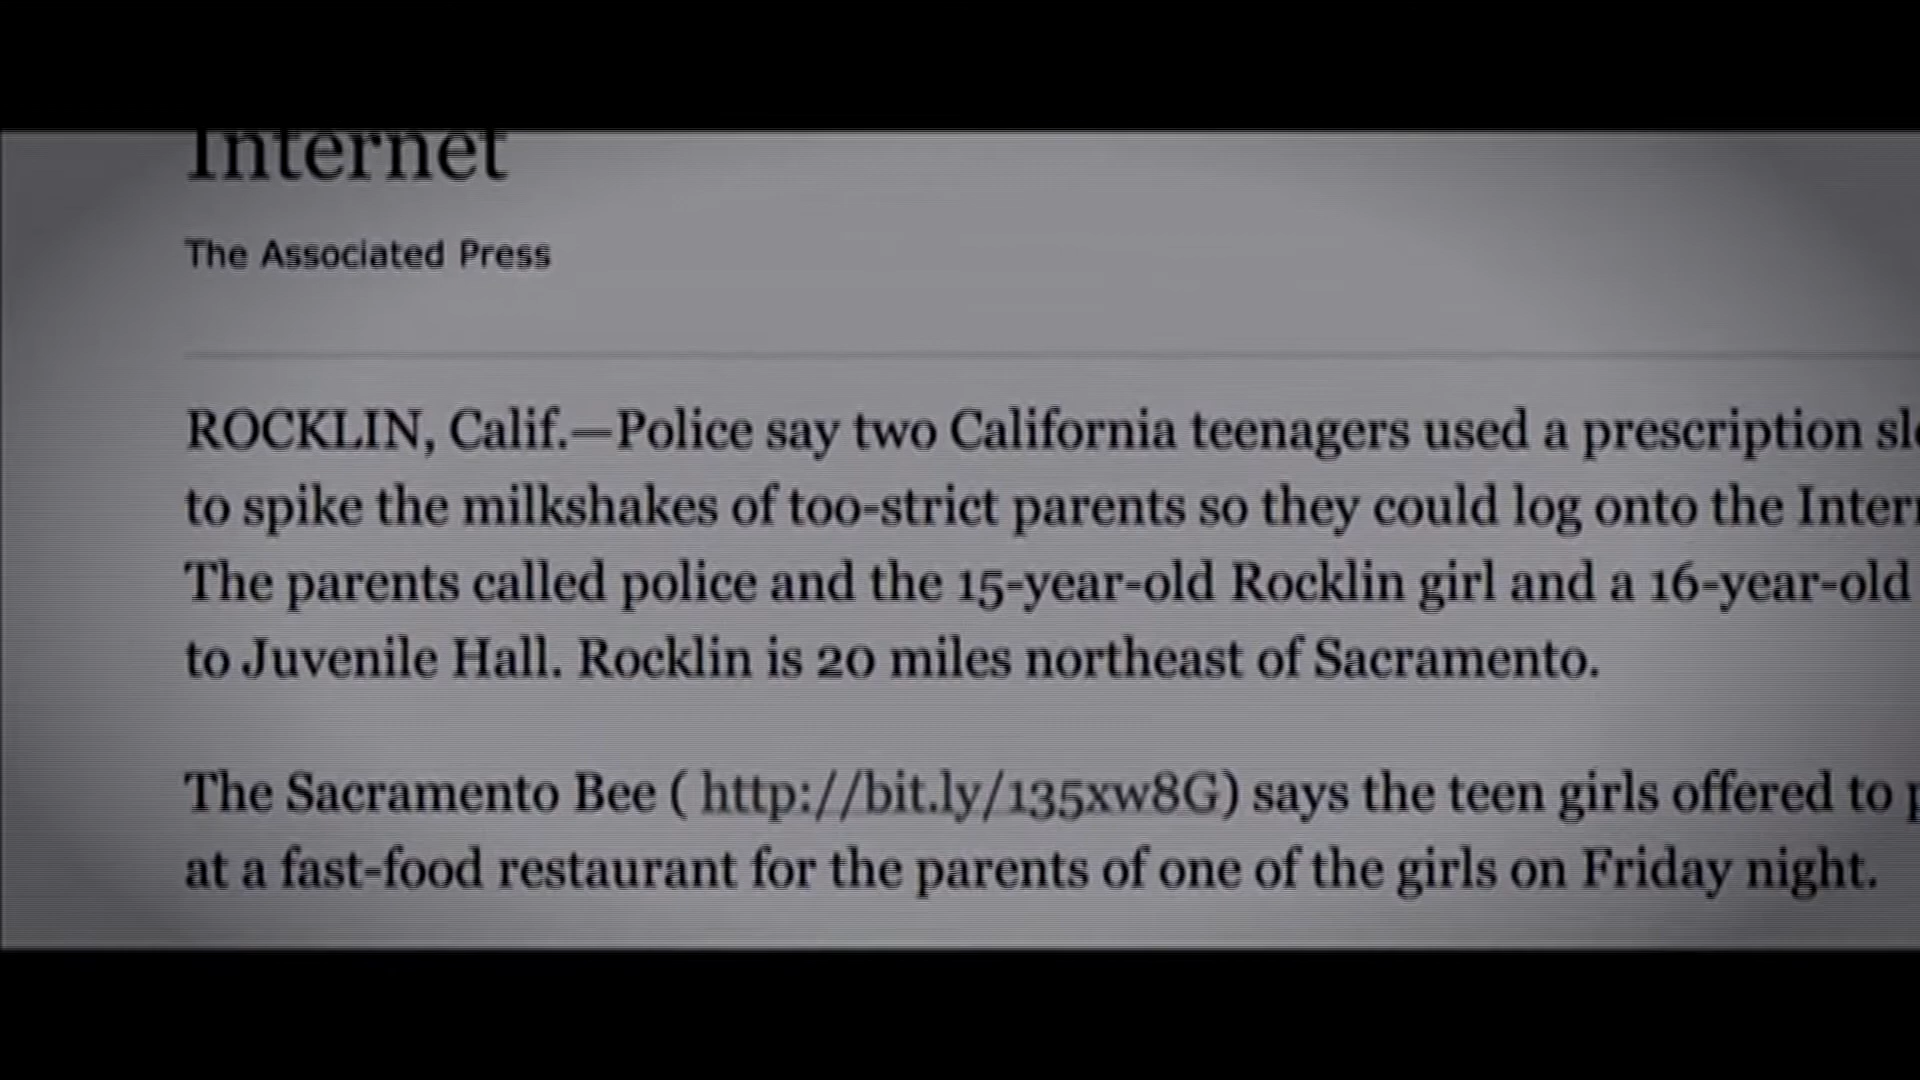 Internet
The Associated Press
ROCKLIN, Calif.—Police say two California teenagers used a prescription
to spike the milkshakes of too-strict parents so they could log onto the
The parents called police and the 15-year-old Rocklin girl and a 16-year-old
to Juvenile Hall. Rocklin is 20 miles northeast of Sacramento.
The Sacramento Bee ( http://bit.ly/135xw8G) says the teen girls offered to
at a fast-food restaurant for the parents of one of the girls on Friday night.